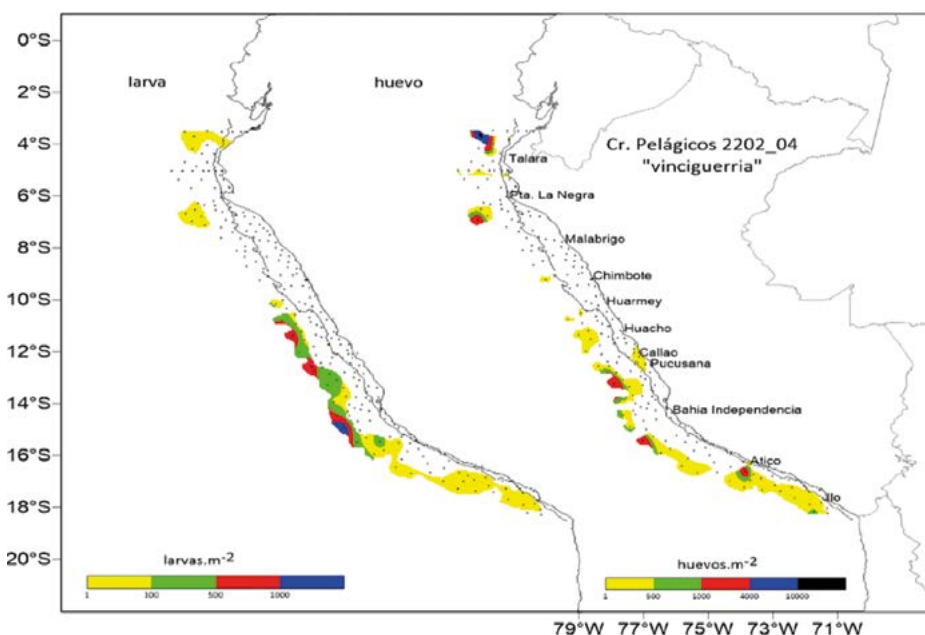 0°S
2°S
4°S
6°S
8°S
10°S
12°S
14°S
16°S
18°S
20°S
larva
huevo
Cr. Pelágicos 2202_04
"vinciguerria"
Talara
Pta. La Negra
Malabrigo
Chimbote
Huarmey
Huacho
Callao
Pucusana
Bahia Independencia
Atico
Ilo
larvas.m-2
1 100 500 1000
huevos.m-2
1 500 1000 4000 10000
79°W 77°W 75°W 73°W 71°W